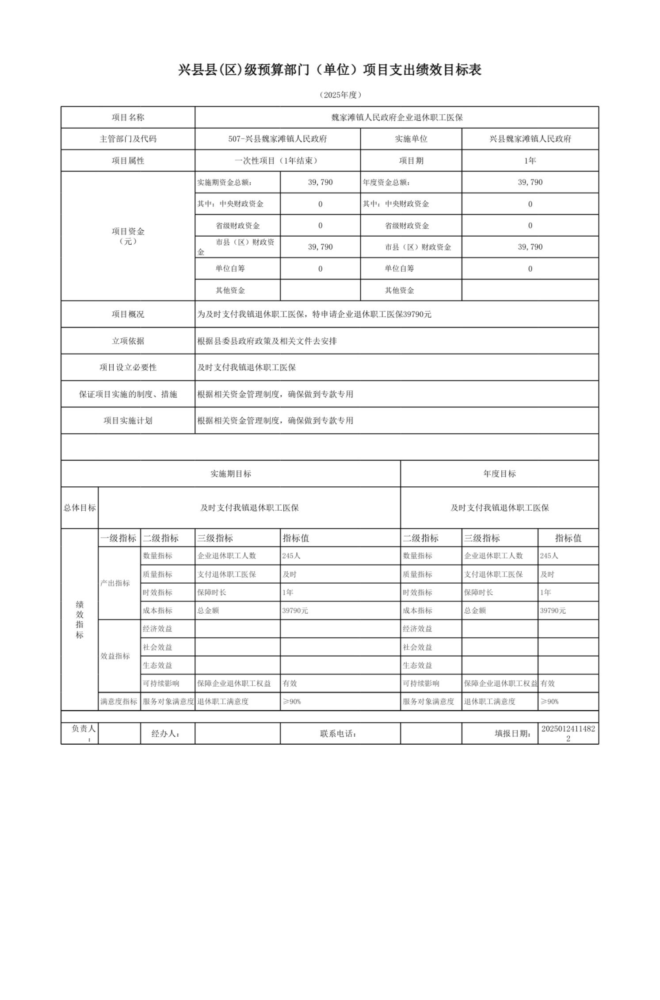 兴县县(区)级预算部门（单位）项目支出绩效目标表
（2025年度）
项目名称 魏家滩镇人民政府企业退休职工医保
主管部门及代码 507-兴县魏家滩镇人民政府 实施单位 兴县魏家滩镇人民政府
项目属性 一次性项目（1年结束） 项目期 1年
项目资金
（元）
实施期资金总额： 39,790 年度资金总额： 39,790
其中：中央财政资金 0 其中：中央财政资金 0
省级财政资金 0 省级财政资金 0
市县（区）财政资
金 39,790 市县（区）财政资金 39,790
单位自筹 0 单位自筹 0
其他资金 其他资金
项目概况 为及时支付我镇退休职工医保，特申请企业退休职工医保39790元
立项依据 根据县委县政府政策及相关文件去安排
项目设立必要性 及时支付我镇退休职工医保
保证项目实施的制度、措施 根据相关资金管理制度，确保做到专款专用
项目实施计划 根据相关资金管理制度，确保做到专款专用
实施期目标 年度目标
总体目标 及时支付我镇退休职工医保 及时支付我镇退休职工医保
绩
效
指
标
一级指标 二级指标 三级指标 指标值 二级指标 三级指标 指标值
产出指标
数量指标 企业退休职工人数 245人 数量指标 企业退休职工人数 245人
质量指标 支付退休职工医保 及时 质量指标 支付退休职工医保 及时
时效指标 保障时长 1年 时效指标 保障时长 1年
成本指标 总金额 39790元 成本指标 总金额 39790元
效益指标
经济效益 经济效益
社会效益 社会效益
生态效益 生态效益
可持续影响 保障企业退休职工权益 有效 可持续影响 保障企业退休职工权益 有效
满意度指标 服务对象满意度 退休职工满意度 ≥90% 服务对象满意度 退休职工满意度 ≥90%
负责人
： 经办人： 联系电话： 填报日期： 2025012411482
2